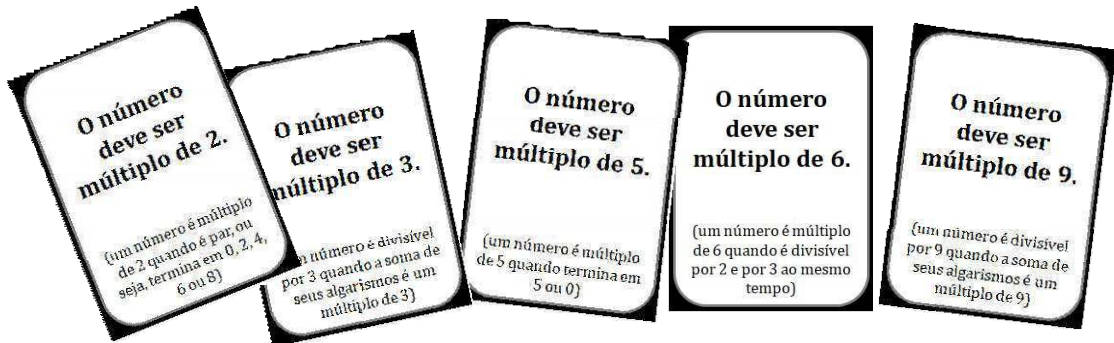 O número
deve ser
múltiplo de 2.
(um número é múltiplo
de 2 quando é par, ou
seja, termina em 0, 2, 4,
6 ou 8)
O número
deve ser
múltiplo de 3.
número é divisível
por 3 quando a soma de
seus algarismos é um
múltiplo de 3)
O número
deve ser
múltiplo de 5.
(um número é múltiplo
de 5 quando termina em
5 ou 0)
O número
deve ser
múltiplo de 6.
(um número é múltiplo
de 6 quando é divisível
por 2 e por 3 ao mesmo
tempo)
O número
deve ser
múltiplo de 9.
(um número é divisível
por 9 quando a soma de
seus algarismos é um
múltiplo de 9)